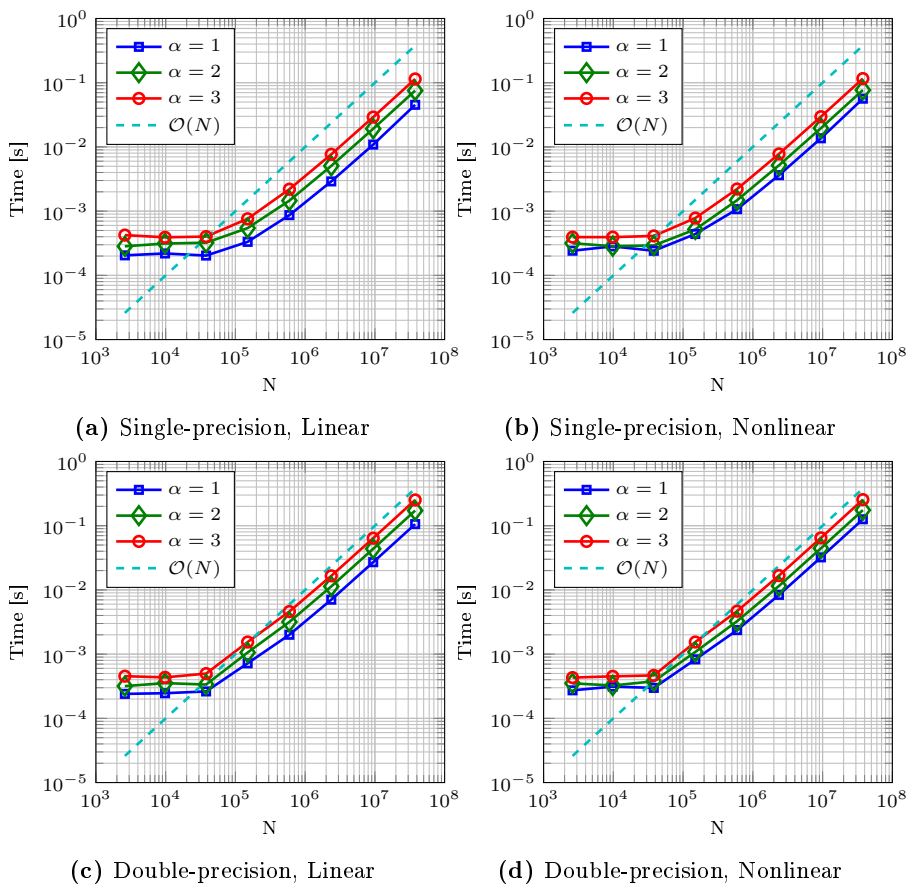 10^0
10^−1
10^−2
10^−3
10^−4
10^−5
Time [s]
α = 1
α = 2
α = 3
O(N)
10^3 10^4 10^5 10^6 10^7 10^8
N
(a) Single-precision, Linear
10^0
10^−1
10^−2
10^−3
10^−4
10^−5
Time [s]
α = 1
α = 2
α = 3
O(N)
10^3 10^4 10^5 10^6 10^7 10^8
N
(b) Single-precision, Nonlinear
10^0
10^−1
10^−2
10^−3
10^−4
10^−5
Time [s]
α = 1
α = 2
α = 3
O(N)
10^3 10^4 10^5 10^6 10^7 10^8
N
(c) Double-precision, Linear
10^0
10^−1
10^−2
10^−3
10^−4
10^−5
Time [s]
α = 1
α = 2
α = 3
O(N)
10^3 10^4 10^5 10^6 10^7 10^8
N
(d) Double-precision, Nonlinear